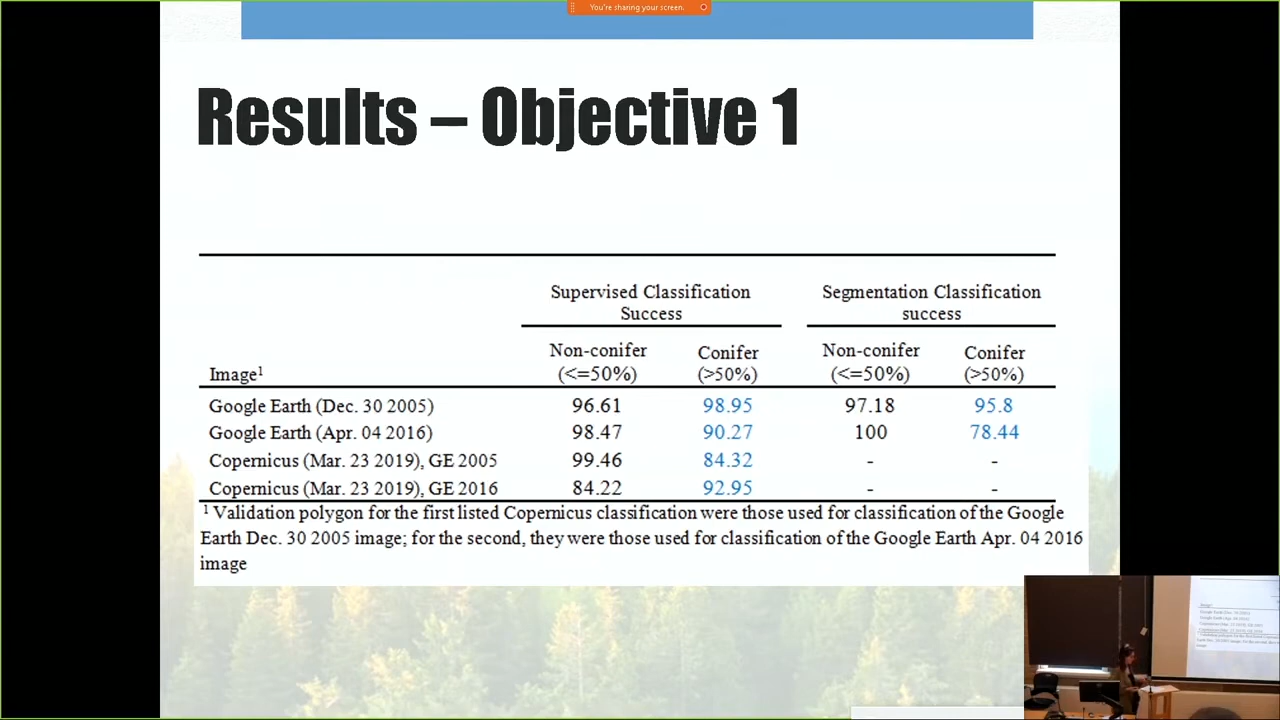 You're sharing your screen.
Results – Objective 1
Supervised Classification
Success
Segmentation Classification
success
Image¹
Non-conifer
(<=50%)
Conifer
(>50%)
Non-conifer
(<=50%)
Conifer
(>50%)
Google Earth (Dec. 30 2005) 96.61 98.95 97.18 95.8
Google Earth (Apr. 04 2016) 98.47 90.27 100 78.44
Copernicus (Mar. 23 2019), GE 2005 99.46 84.32 - -
Copernicus (Mar. 23 2019), GE 2016 84.22 92.95 - -
¹ Validation polygon for the first listed Copernicus classification were those used for classification of the Google
Earth Dec. 30 2005 image; for the second, they were those used for classification of the Google Earth Apr. 04 2016
image